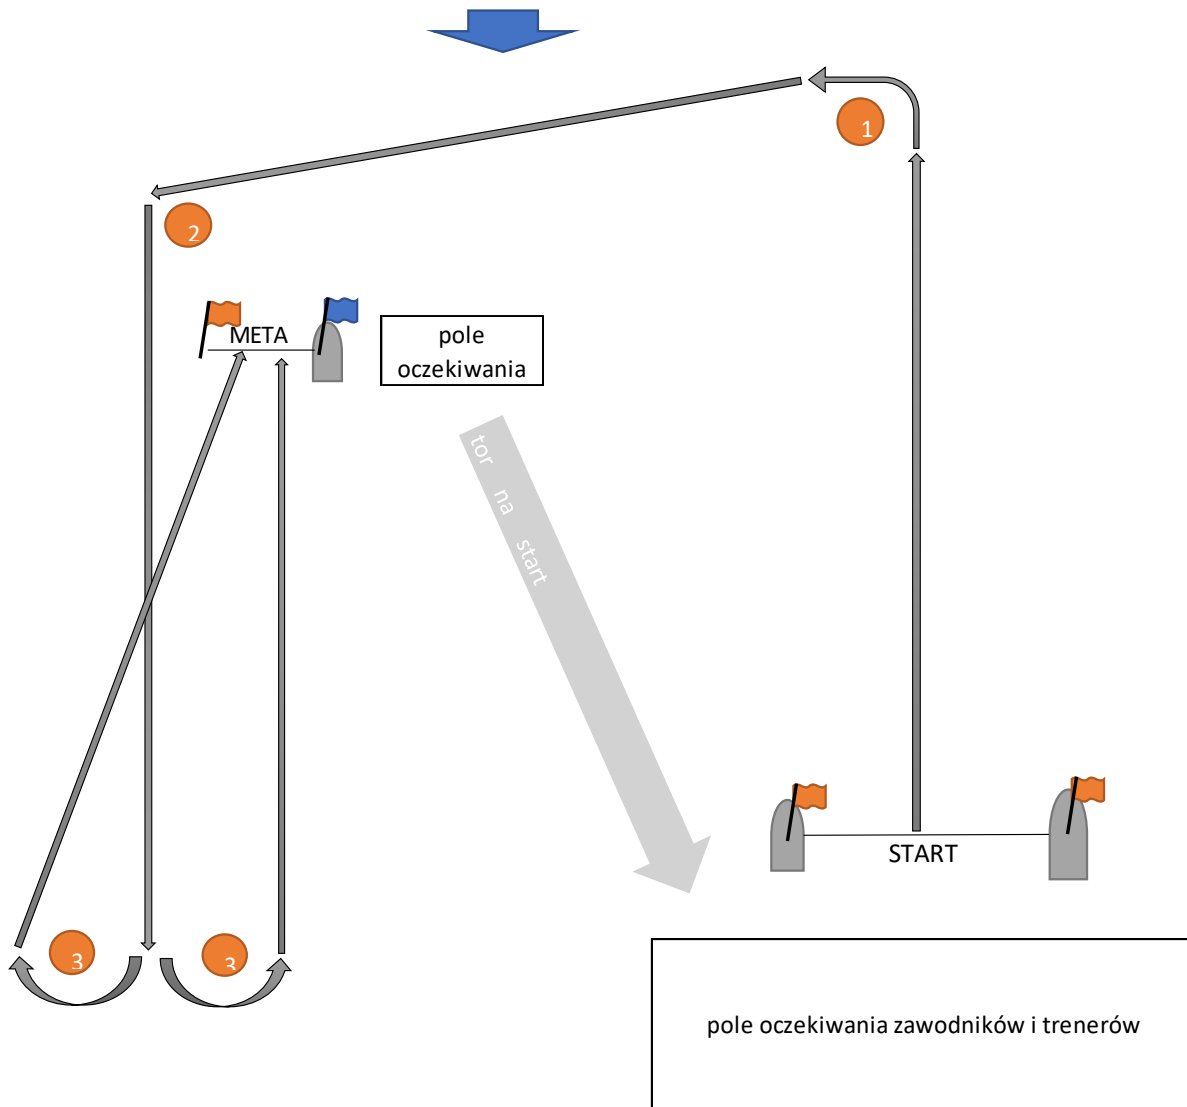 1
2
META
pole
oczekiwania
tor na start
START
3
3
pole oczekiwania zawodników i trenerów